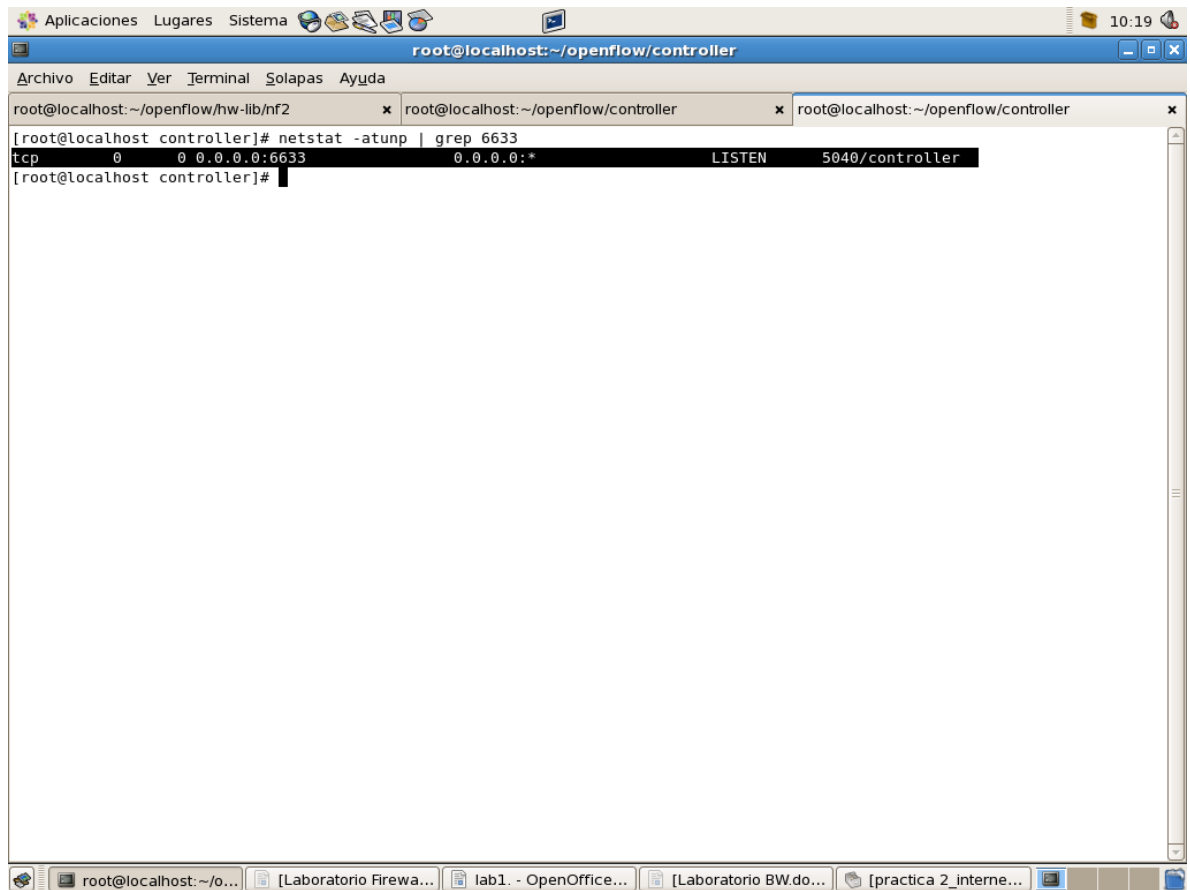 Aplicaciones Lugares Sistema 10:19
root@localhost:~/openflow/controller
Archivo Editar Ver Terminal Solapas Ayuda
root@localhost:~/openflow/hw-lib/nf2 root@localhost:~/openflow/controller root@localhost:~/openflow/controller
[root@localhost controller]# netstat -atunp | grep 6633
tcp 0 0 0.0.0.0:6633 0.0.0.0:* LISTEN 5040/controller
[root@localhost controller]#
root@localhost:~/o... [Laboratorio Firewa... lab1. - OpenOffice... [Laboratorio BW.do... [practica 2_interne...